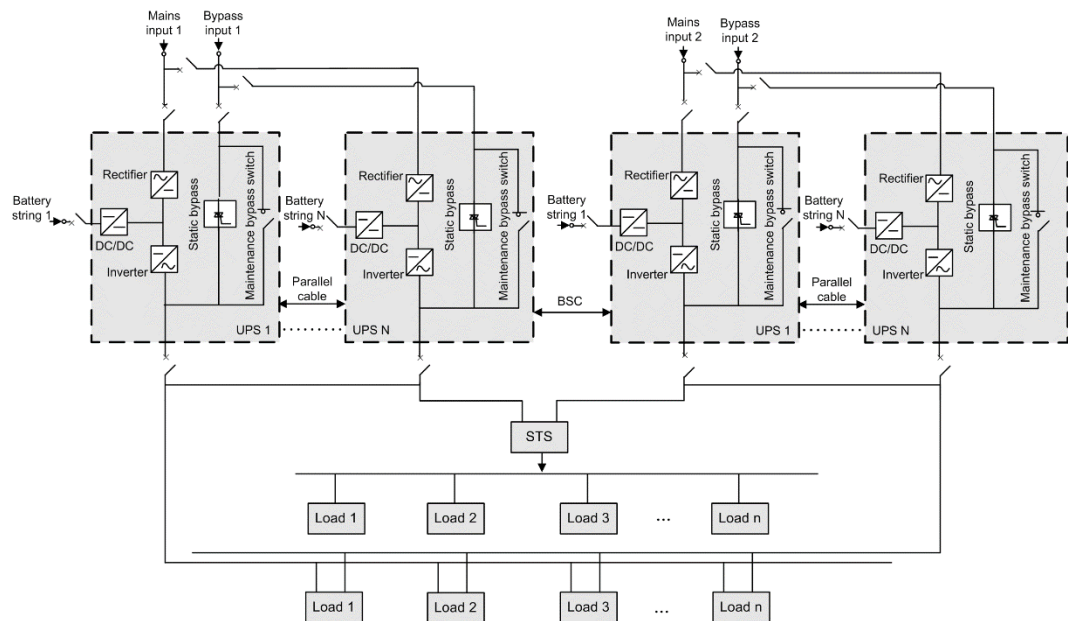 Mains
input 1
Bypass
input 1
Mains
input 2
Bypass
input 2
Rectifier
Battery
string 1
DC/DC
Inverter
Static bypass
Maintenance bypass switch
UPS 1
Parallel
cable
Rectifier
Battery
string N
DC/DC
Inverter
Static bypass
Maintenance bypass switch
UPS N
BSC
Rectifier
Battery
string 1
DC/DC
Inverter
Static bypass
Maintenance bypass switch
UPS 1
Parallel
cable
Rectifier
Battery
string N
DC/DC
Inverter
Static bypass
Maintenance bypass switch
UPS N
STS
Load 1
Load 2
Load 3
...
Load n
Load 1
Load 2
Load 3
...
Load n